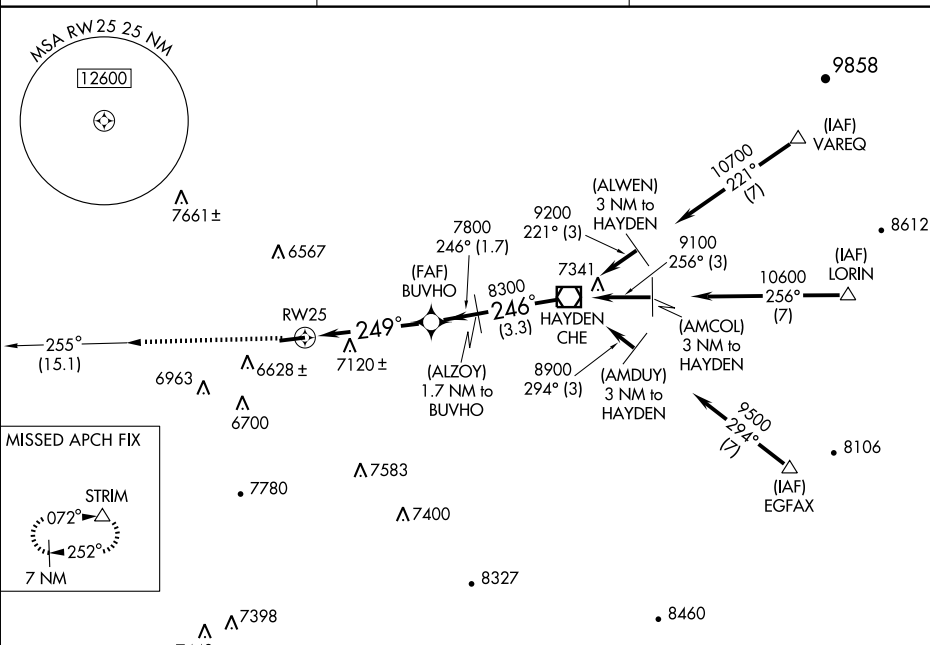 MSA RW25 25 NM
12600
9858
(IAF)
VAREQ
10700
221°
(7)
7661±
(ALWEN)
3 NM to
HAYDEN
9200
221° (3)
8612
7800
246° (1.7)
9100
256° (3)
6567
(IAF)
LORIN
10600
256°
(7)
(FAF)
BUVHO
7341
8300
246°
(3.3)
HAYDEN
CHE
RW25
249°
(AMCOL)
3 NM to
HAYDEN
255°
(15.1)
7120±
6628±
(ALZOY)
1.7 NM to
BUVHO
8900
294° (3)
(AMDUY)
3 NM to
HAYDEN
6963
6700
9500
294°
(7)
MISSED APCH FIX
8106
7583
(IAF)
EGFAX
STRIM
072°
252°
7 NM
7780
7400
8327
8460
7398